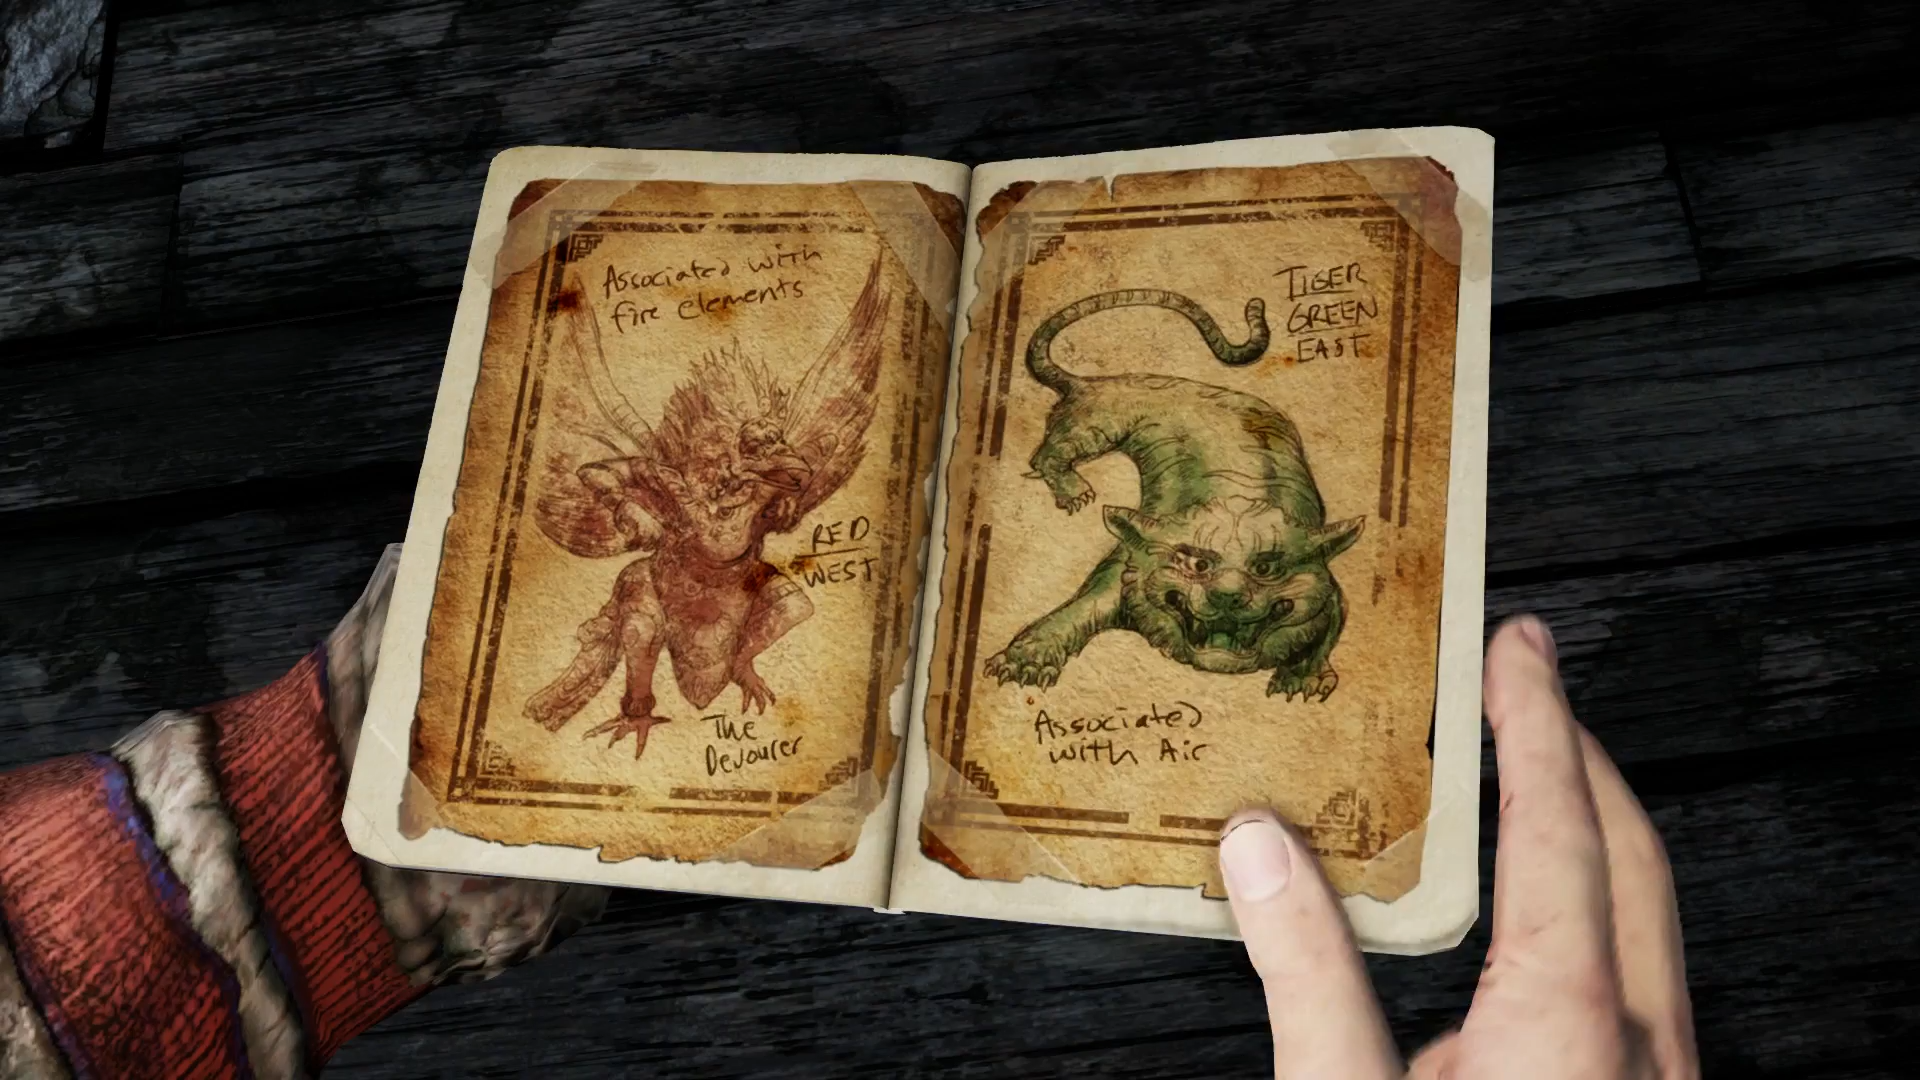 Associated with
fire elements
RED
WEST
The
Devourer
TIGER
GREEN
EAST
Associated
with Air